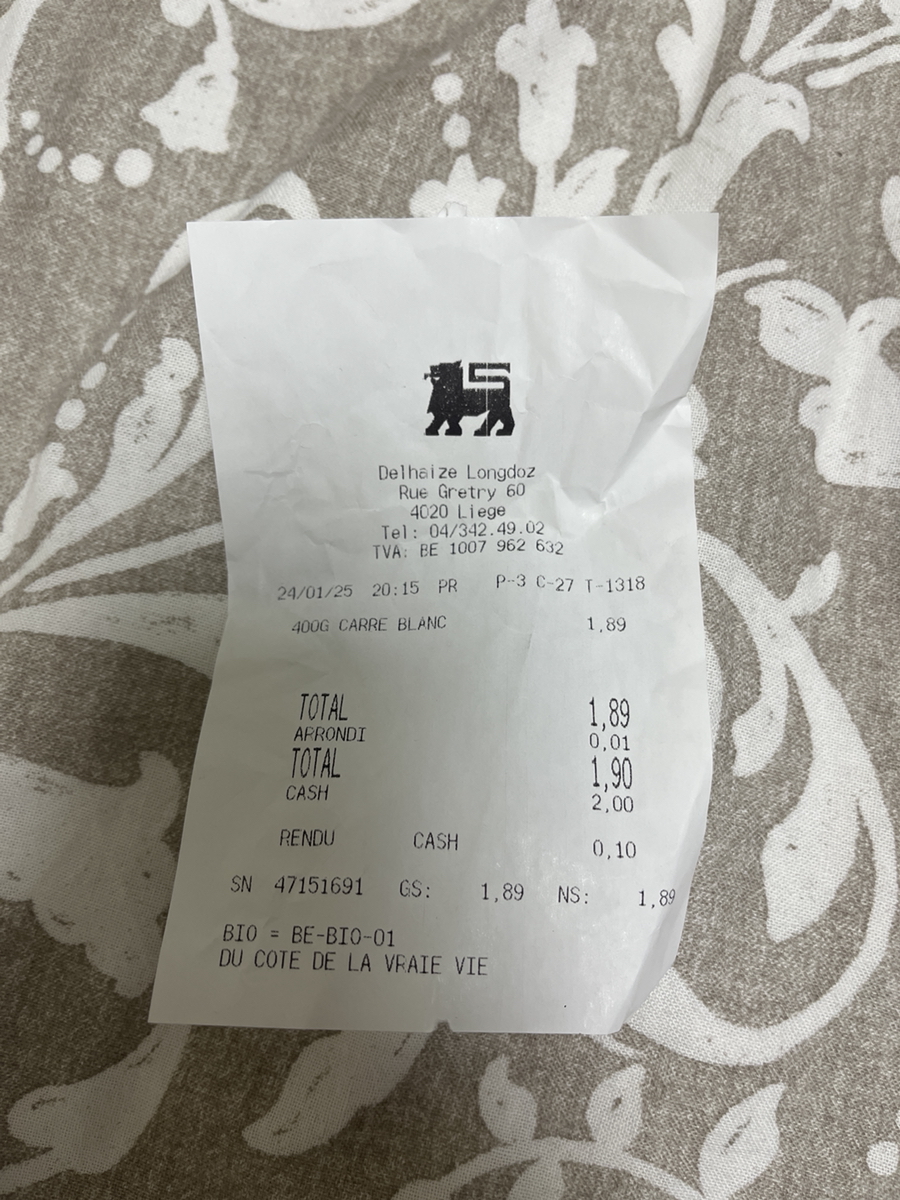 Delhaize Longdoz
Rue Gretry 60
4020 Liege
Tel: 04/342.49.02
TVA: BE 1007 962 632
24/01/25 20:15 PR P-3 C-27 T-1318
400G CARRE BLANC 1,89
TOTAL 1,89
ARRONDI 0,01
TOTAL 1,90
CASH 2,00
RENDU CASH 0,10
SN 47151691 GS: 1,89 NS: 1,89
BIO = BE-BIO-01
DU COTE DE LA VRAIE VIE